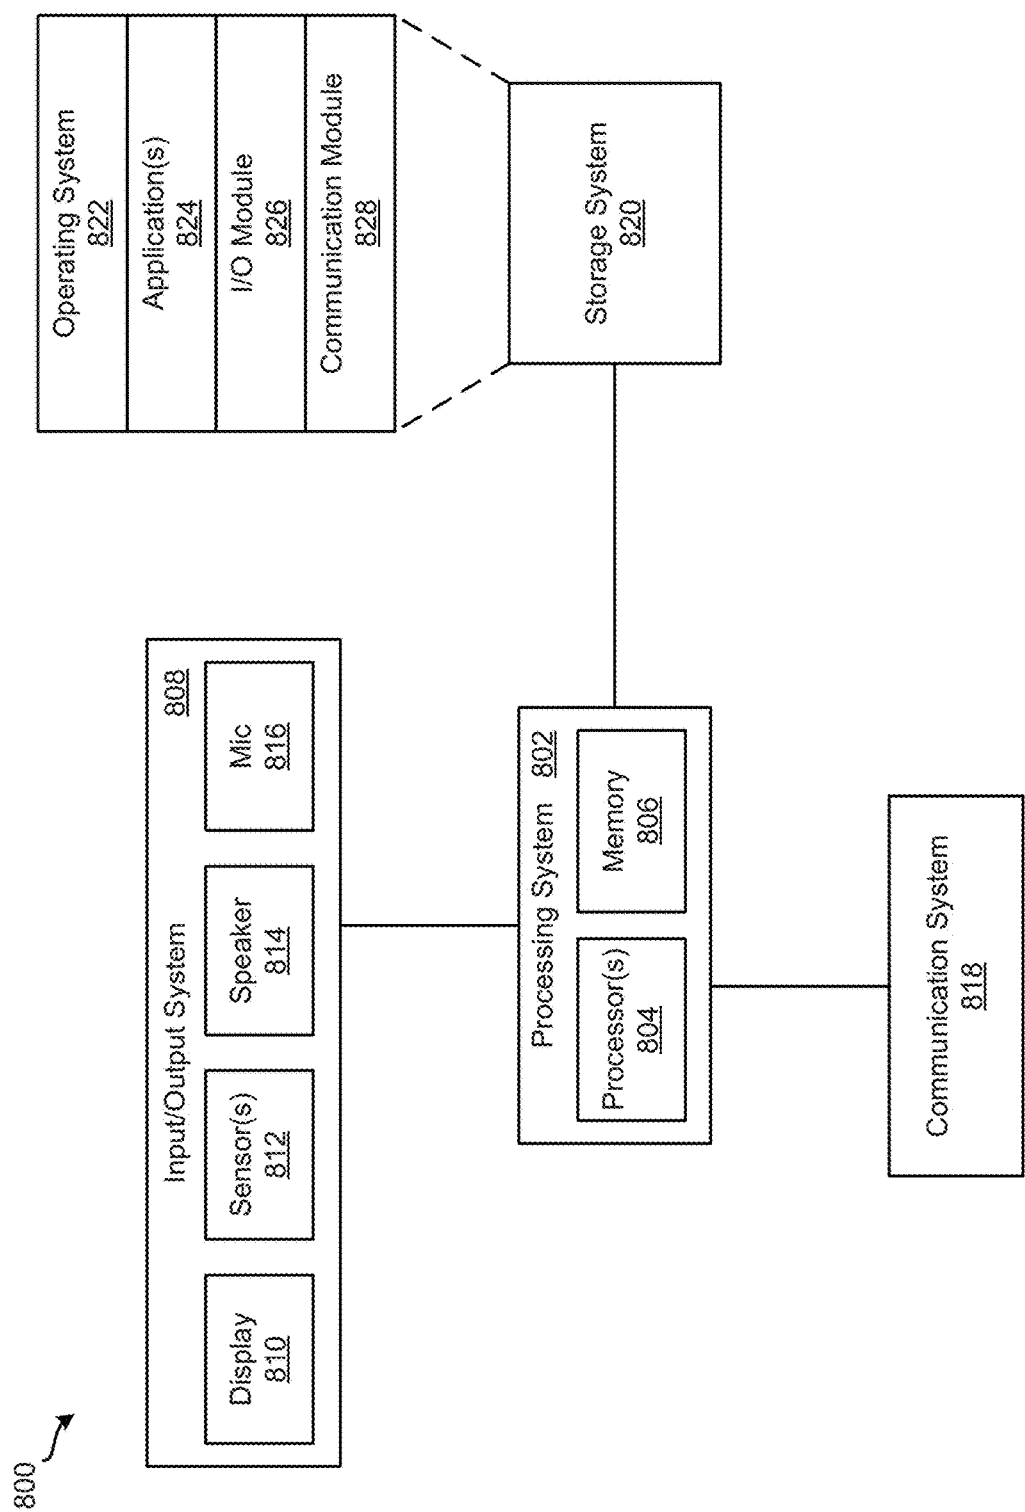 800
Input/Output System
808
Display
810
Sensor(s)
812
Speaker
814
Mic
816
Operating System
822
Application(s)
824
I/O Module
826
Communication Module
828
Processing System
802
Processor(s)
804
Memory
806
Storage System
820
Communication System
818